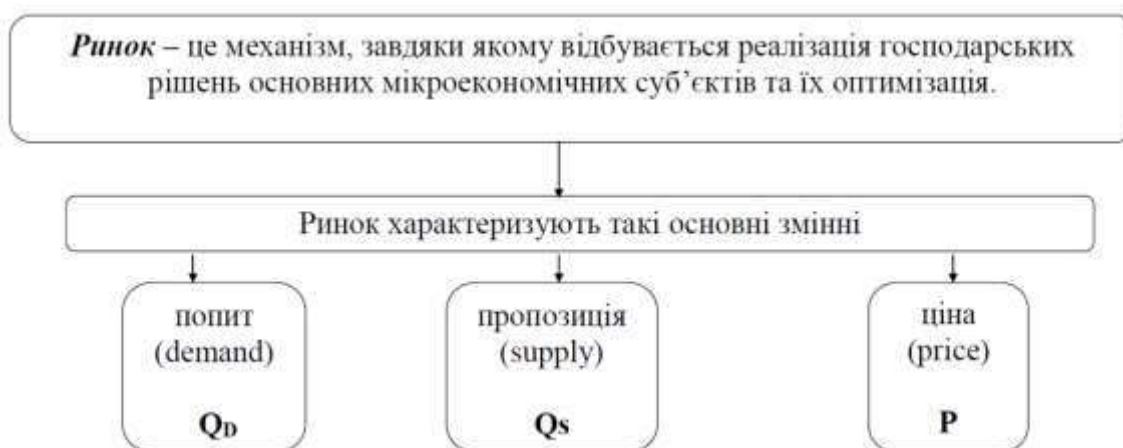 Ринок – це механізм, завдяки якому відбувається реалізація господарських
рішень основних мікроекономічних суб’єктів та їх оптимізація.
Ринок характеризують такі основні змінні
попит
(demand)
QD
пропозиція
(supply)
Qs
ціна
(price)
P